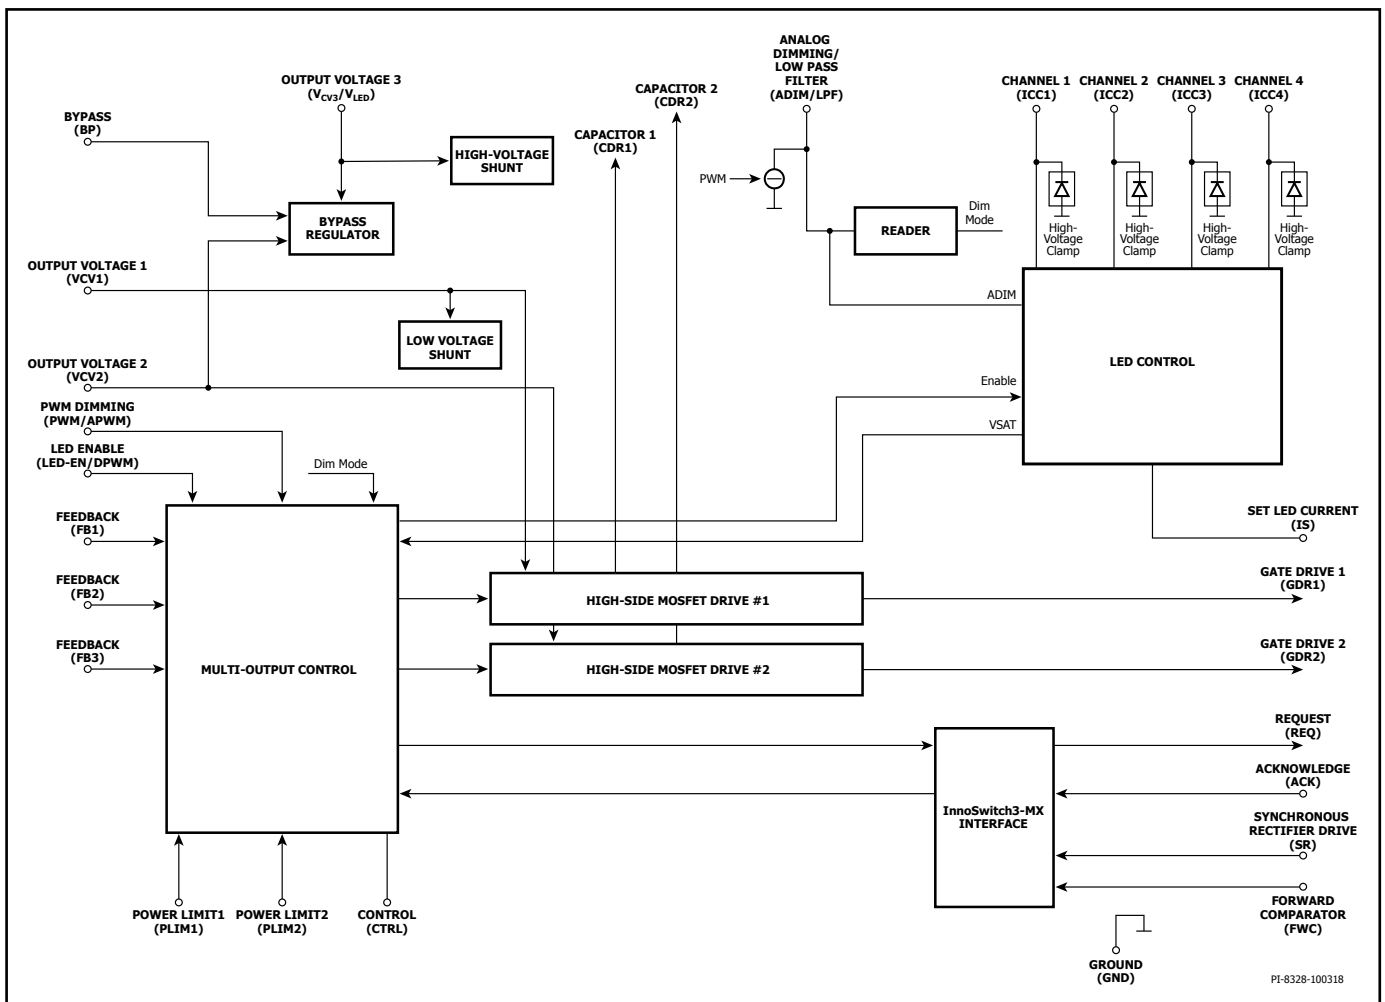 ANALOG
DIMMING/
LOW PASS
FILTER
(ADIM/LPF)
OUTPUT VOLTAGE 3
(VCV3/VLED)
CAPACITOR 2
(CDR2)
CHANNEL 1
(ICC1)
CHANNEL 2
(ICC2)
CHANNEL 3
(ICC3)
CHANNEL 4
(ICC4)
BYPASS
(BP)
CAPACITOR 1
(CDR1)
HIGH-VOLTAGE
SHUNT
PWM
BYPASS
REGULATOR
READER
Dim
Mode
High-
Voltage
Clamp
High-
Voltage
Clamp
High-
Voltage
Clamp
High-
Voltage
Clamp
OUTPUT VOLTAGE 1
(VCV1)
ADIM
LOW VOLTAGE
SHUNT
LED CONTROL
OUTPUT VOLTAGE 2
(VCV2)
Enable
PWM DIMMING
(PWM/APWM)
VSAT
LED ENABLE
(LED-EN/DPWM)
Dim Mode
FEEDBACK
(FB1)
SET LED CURRENT
(IS)
FEEDBACK
(FB2)
HIGH-SIDE MOSFET DRIVE #1
GATE DRIVE 1
(GDR1)
FEEDBACK
(FB3)
MULTI-OUTPUT CONTROL
HIGH-SIDE MOSFET DRIVE #2
GATE DRIVE 2
(GDR2)
REQUEST
(REQ)
ACKNOWLEDGE
(ACK)
InnoSwitch3-MX
INTERFACE
SYNCHRONOUS
RECTIFIER DRIVE
(SR)
FORWARD
COMPARATOR
(FWC)
POWER LIMIT1
(PLIM1)
POWER LIMIT2
(PLIM2)
CONTROL
(CTRL)
GROUND
(GND)
PI-8328-100318